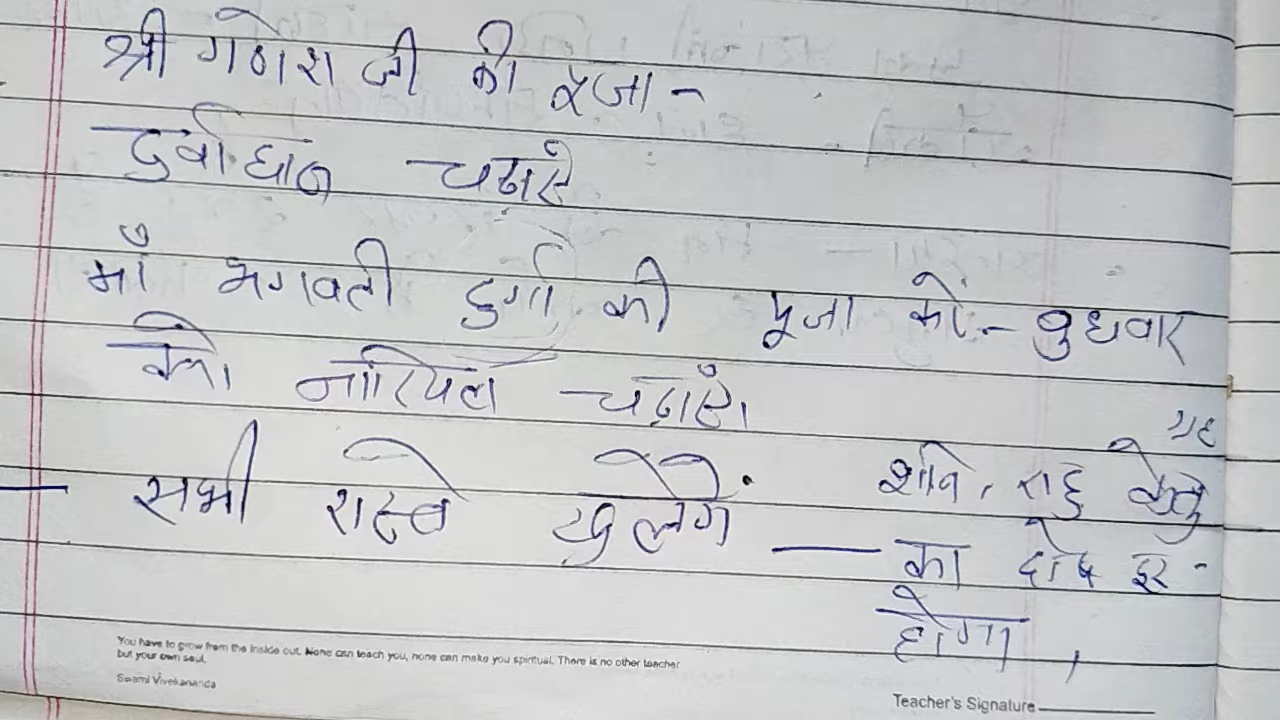 श्री गणेश जी की पूजा -
दुर्वा धान चढाएं
माँ भगवती दुर्गा की पूजा को - बुधवार
को नारियल चढ़ाएं।
ग्रह
सभी रास्ते खुलेगें — शनि, राहु केतु
का दोष दूर -
होगा,
You have to grow from the inside out. None can teach you, none can make you spiritual. There is no other teacher
but your own soul.
Swami Vivekananda
Teacher's Signature